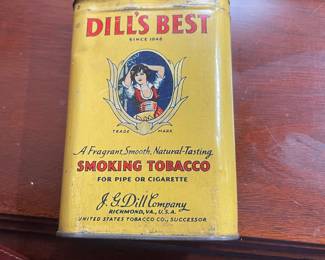 DILL'S BEST
SINCE 1848
TRADE MARK
A Fragrant, Smooth, Natural-Tasting
SMOKING TOBACCO
FOR PIPE OR CIGARETTE
J.G. Dill Company
RICHMOND, VA., U.S.A.
UNITED STATES TOBACCO CO., SUCCESSOR